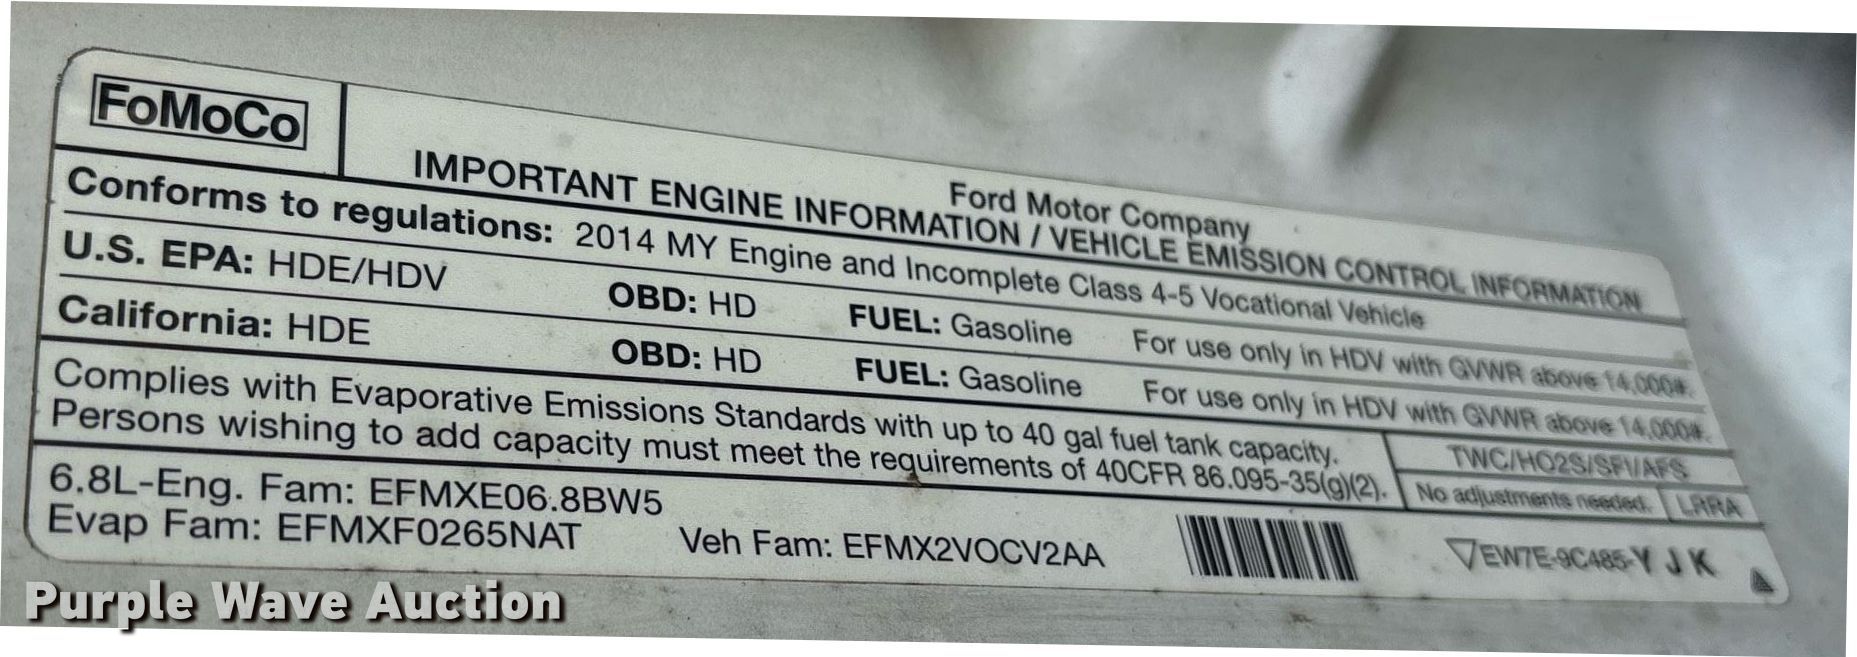 FoMoCo
Ford Motor Company
IMPORTANT ENGINE INFORMATION / VEHICLE EMISSION CONTROL INFORMATION
Conforms to regulations: 2014 MY Engine and Incomplete Class 4-5 Vocational Vehicle
U.S. EPA: HDE/HDV OBD: HD FUEL: Gasoline For use only in HDV with GVWR above 14,000#.
California: HDE OBD: HD FUEL: Gasoline For use only in HDV with GVWR above 14,000#.
Complies with Evaporative Emissions Standards with up to 40 gal fuel tank capacity.
Persons wishing to add capacity must meet the requirements of 40CFR 86.095-35(g)(2).
TWC/HO2S/SFI/AFS
No adjustments needed. LRRA
6.8L-Eng. Fam: EFMXE06.8BW5
Evap Fam: EFMXF0265NAT Veh Fam: EFMX2VOCV2AA
EW7E-9C485-Y J K
Purple Wave Auction